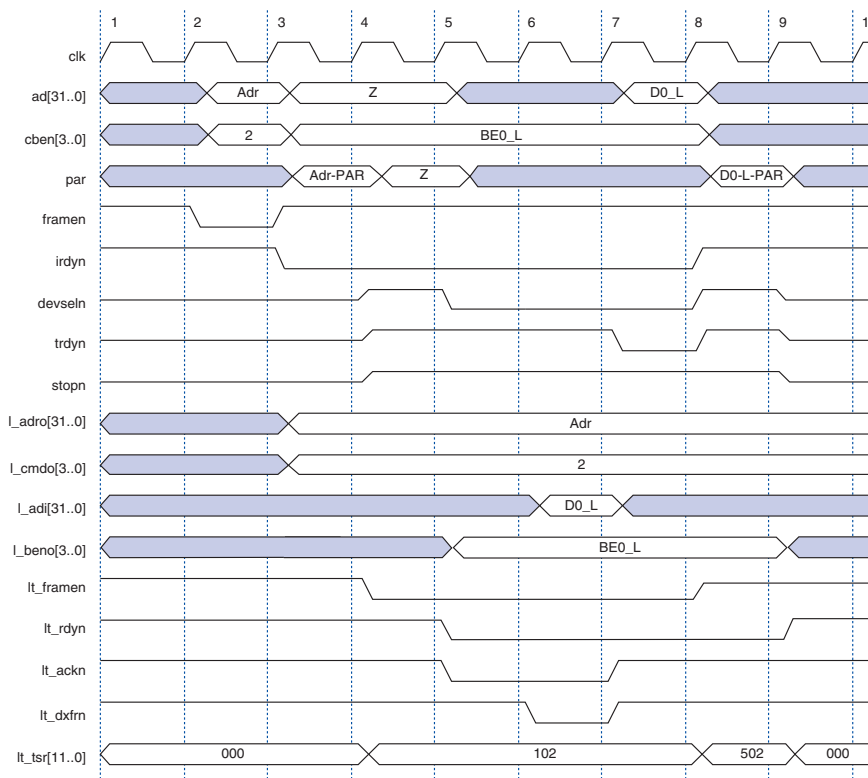 1 2 3 4 5 6 7 8 9 1
clk
ad[31..0] Adr Z D0_L
cben[3..0] 2 BE0_L
par Adr-PAR Z D0-L-PAR
framen
irdyn
devseln
trdyn
stopn
l_adro[31..0] Adr
l_cmdo[3..0] 2
l_adi[31..0] D0_L
l_beno[3..0] BE0_L
lt_framen
lt_rdyn
lt_ackn
lt_dxfrn
lt_tsr[11..0] 000 102 502 000